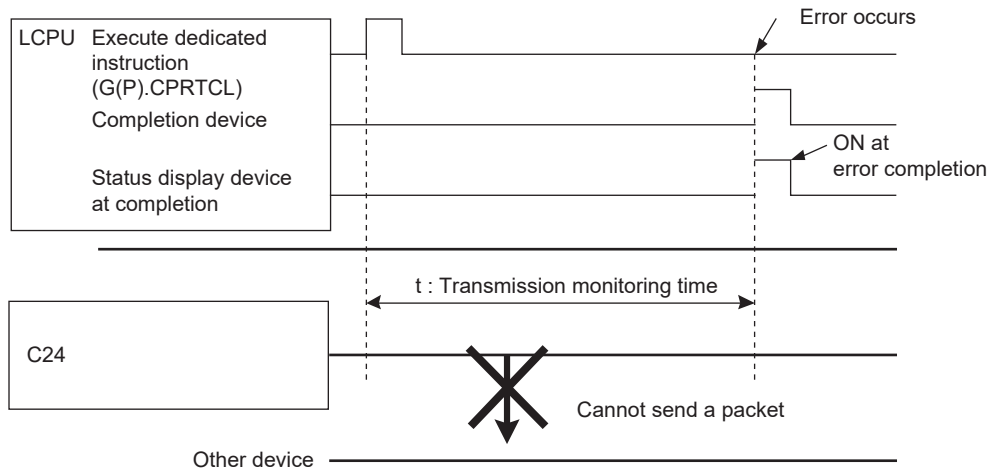 Error occurs
LCPU Execute dedicated
instruction
(G(P).CPRTCL)
Completion device
ON at
error completion
Status display device
at completion
t : Transmission monitoring time
C24
Cannot send a packet
Other device